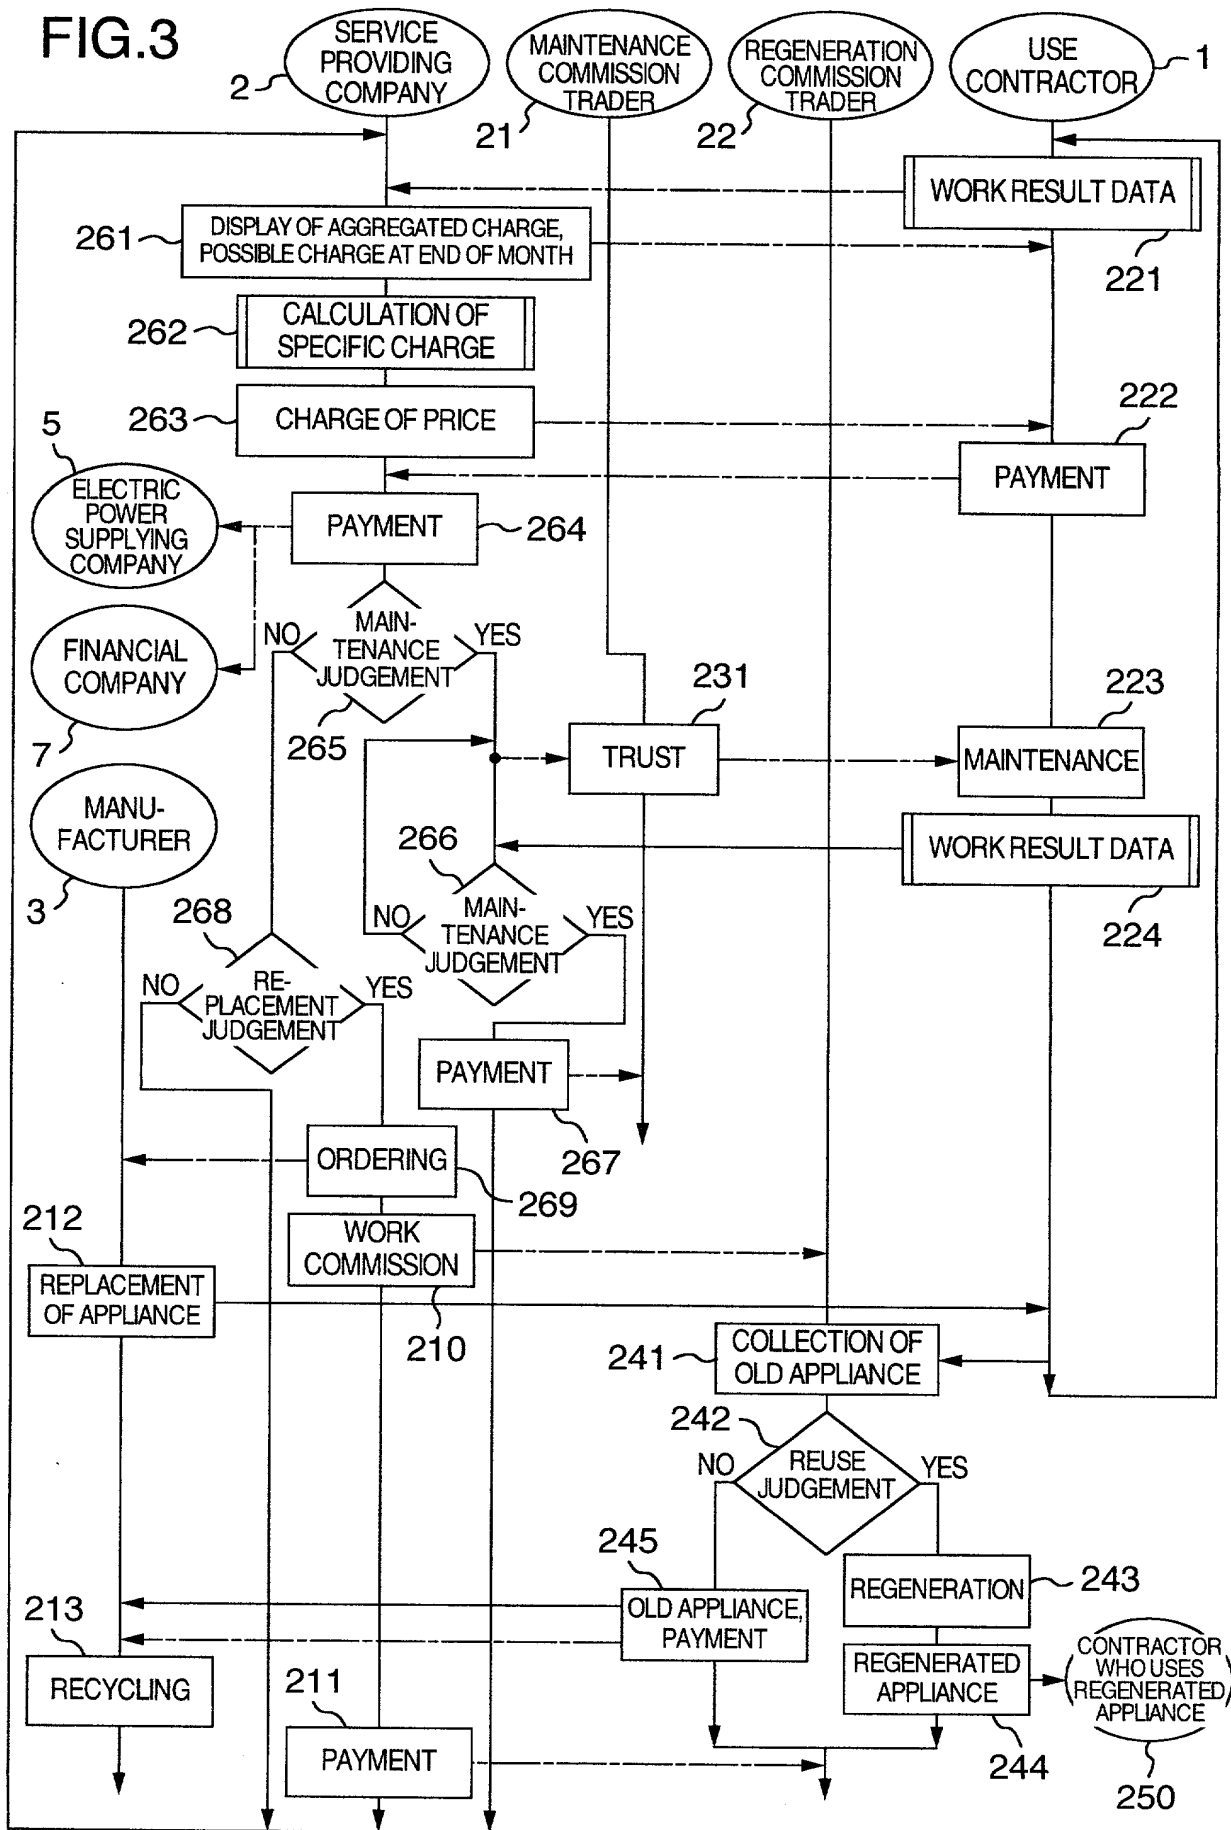 FIG.3
SERVICE
PROVIDING
COMPANY
2
MAINTENANCE
COMMISSION
TRADER
21
REGENERATION
COMMISSION
TRADER
22
USE
CONTRACTOR
1
WORK RESULT DATA
221
261
DISPLAY OF AGGREGATED CHARGE,
POSSIBLE CHARGE AT END OF MONTH
262
CALCULATION OF
SPECIFIC CHARGE
263
CHARGE OF PRICE
222
PAYMENT
5
ELECTRIC
POWER
SUPPLYING
COMPANY
PAYMENT
264
FINANCIAL
COMPANY
7
NO
MAIN-
TENANCE
JUDGEMENT
YES
265
231
TRUST
223
MAINTENANCE
MANU-
FACTURER
3
WORK RESULT DATA
224
266
NO
MAIN-
TENANCE
JUDGEMENT
YES
268
NO
RE-
PLACEMENT
JUDGEMENT
YES
PAYMENT
267
ORDERING
269
WORK
COMMISSION
210
212
REPLACEMENT
OF APPLIANCE
241
COLLECTION OF
OLD APPLIANCE
242
NO
REUSE
JUDGEMENT
YES
245
OLD APPLIANCE,
PAYMENT
REGENERATION
243
213
RECYCLING
REGENERATED
APPLIANCE
244
CONTRACTOR
WHO USES
REGENERATED
APPLIANCE
250
211
PAYMENT